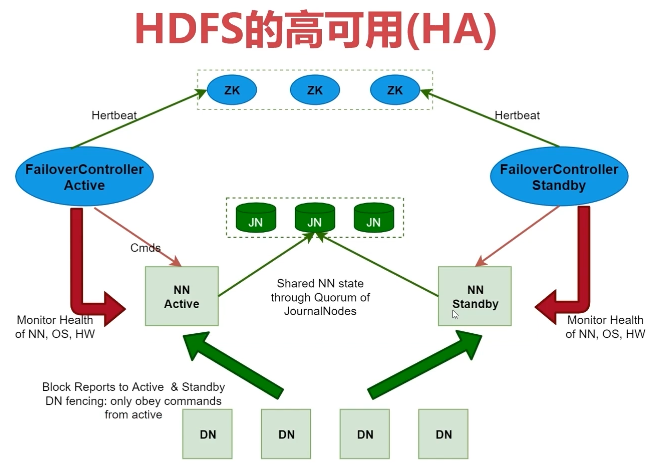 HDFS的高可用(HA)
ZK
ZK
ZK
Hertbeat
Hertbeat
FailoverController
Active
FailoverController
Standby
JN
JN
JN
Cmds
NN
Active
Shared NN state
through Quorum of
JournalNodes
NN
Standby
Monitor Health
of NN, OS, HW
Monitor Health
of NN, OS, HW
Block Reports to Active & Standby
DN fencing: only obey commands
from active
DN
DN
DN
DN